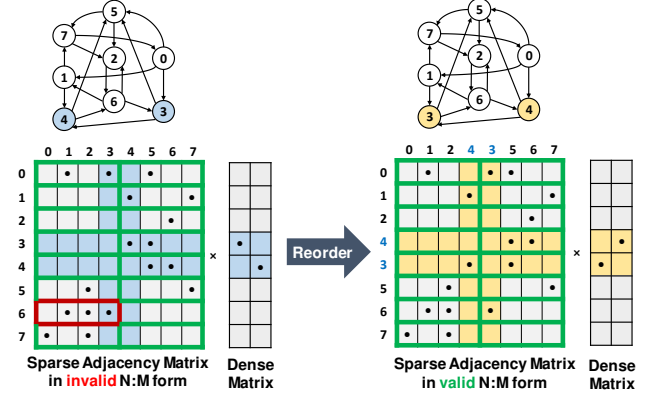 5 5
7 7
2 0 2 0
1 1
6 6
4 3 3 4
0 1 2 3 4 5 6 7 0 1 2 4 3 5 6 7
0 0
1 1
2 2
3 4
× Reorder ×
4 3
5 5
6 6
7 7
Sparse Adjacency Matrix Dense Sparse Adjacency Matrix Dense
in invalid N:M form Matrix in valid N:M form Matrix